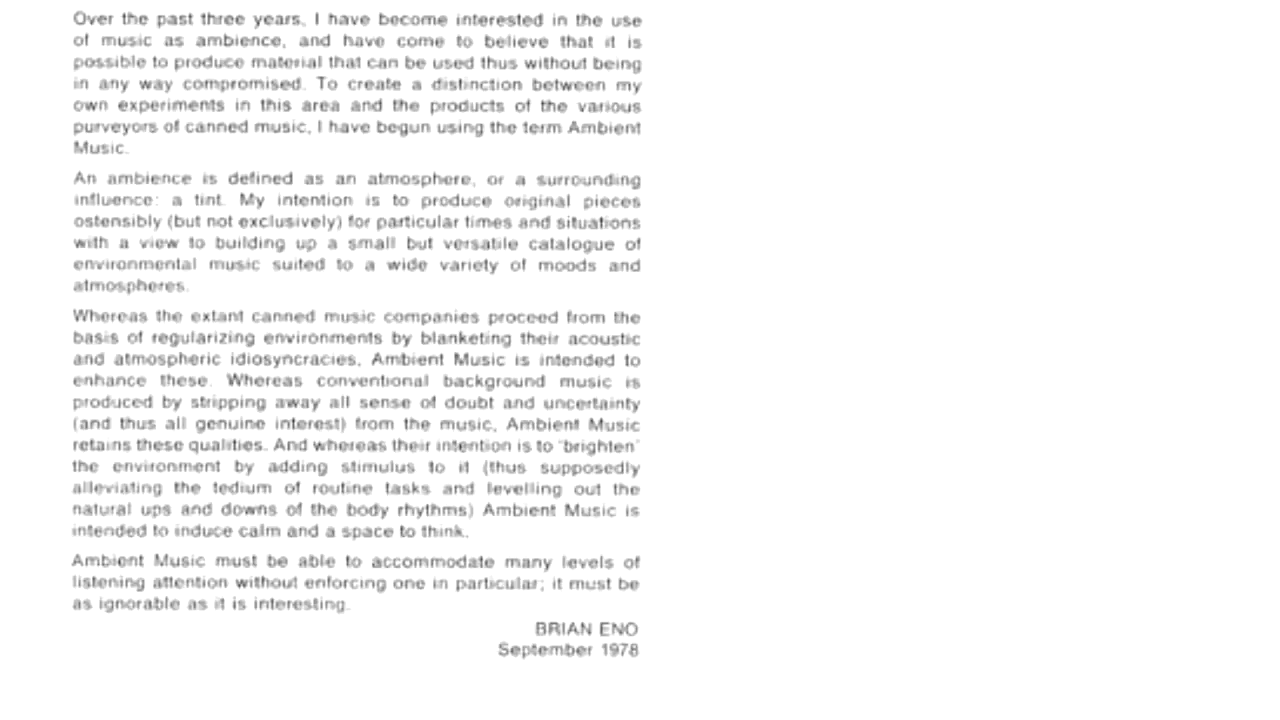 Over the past three years, I have become interested in the use
of music as ambience, and have come to believe that it is
possible to produce material that can be used thus without being
in any way compromised. To create a distinction between my
own experiments in this area and the products of the various
purveyors of canned music, I have begun using the term Ambient
Music.
An ambience is defined as an atmosphere, or a surrounding
influence: a tint. My intention is to produce original pieces
ostensibly (but not exclusively) for particular times and situations
with a view to building up a small but versatile catalogue of
environmental music suited to a wide variety of moods and
atmospheres.
Whereas the extant canned music companies proceed from the
basis of regularizing environments by blanketing their acoustic
and atmospheric idiosyncracies, Ambient Music is intended to
enhance these. Whereas conventional background music is
produced by stripping away all sense of doubt and uncertainty
(and thus all genuine interest) from the music, Ambient Music
retains these qualities. And whereas their intention is to 'brighten'
the environment by adding stimulus to it (thus supposedly
alleviating the tedium of routine tasks and levelling out the
natural ups and downs of the body rhythms) Ambient Music is
intended to induce calm and a space to think.
Ambient Music must be able to accommodate many levels of
listening attention without enforcing one in particular; it must be
as ignorable as it is interesting.
BRIAN ENO
September 1978